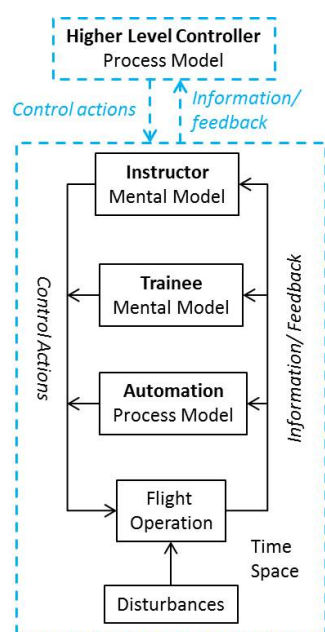 Higher Level Controller
Process Model
Control actions
Information/
feedback
Instructor
Mental Model
Trainee
Mental Model
Automation
Process Model
Control Actions
Information/ Feedback
Flight
Operation
Time
Space
Disturbances